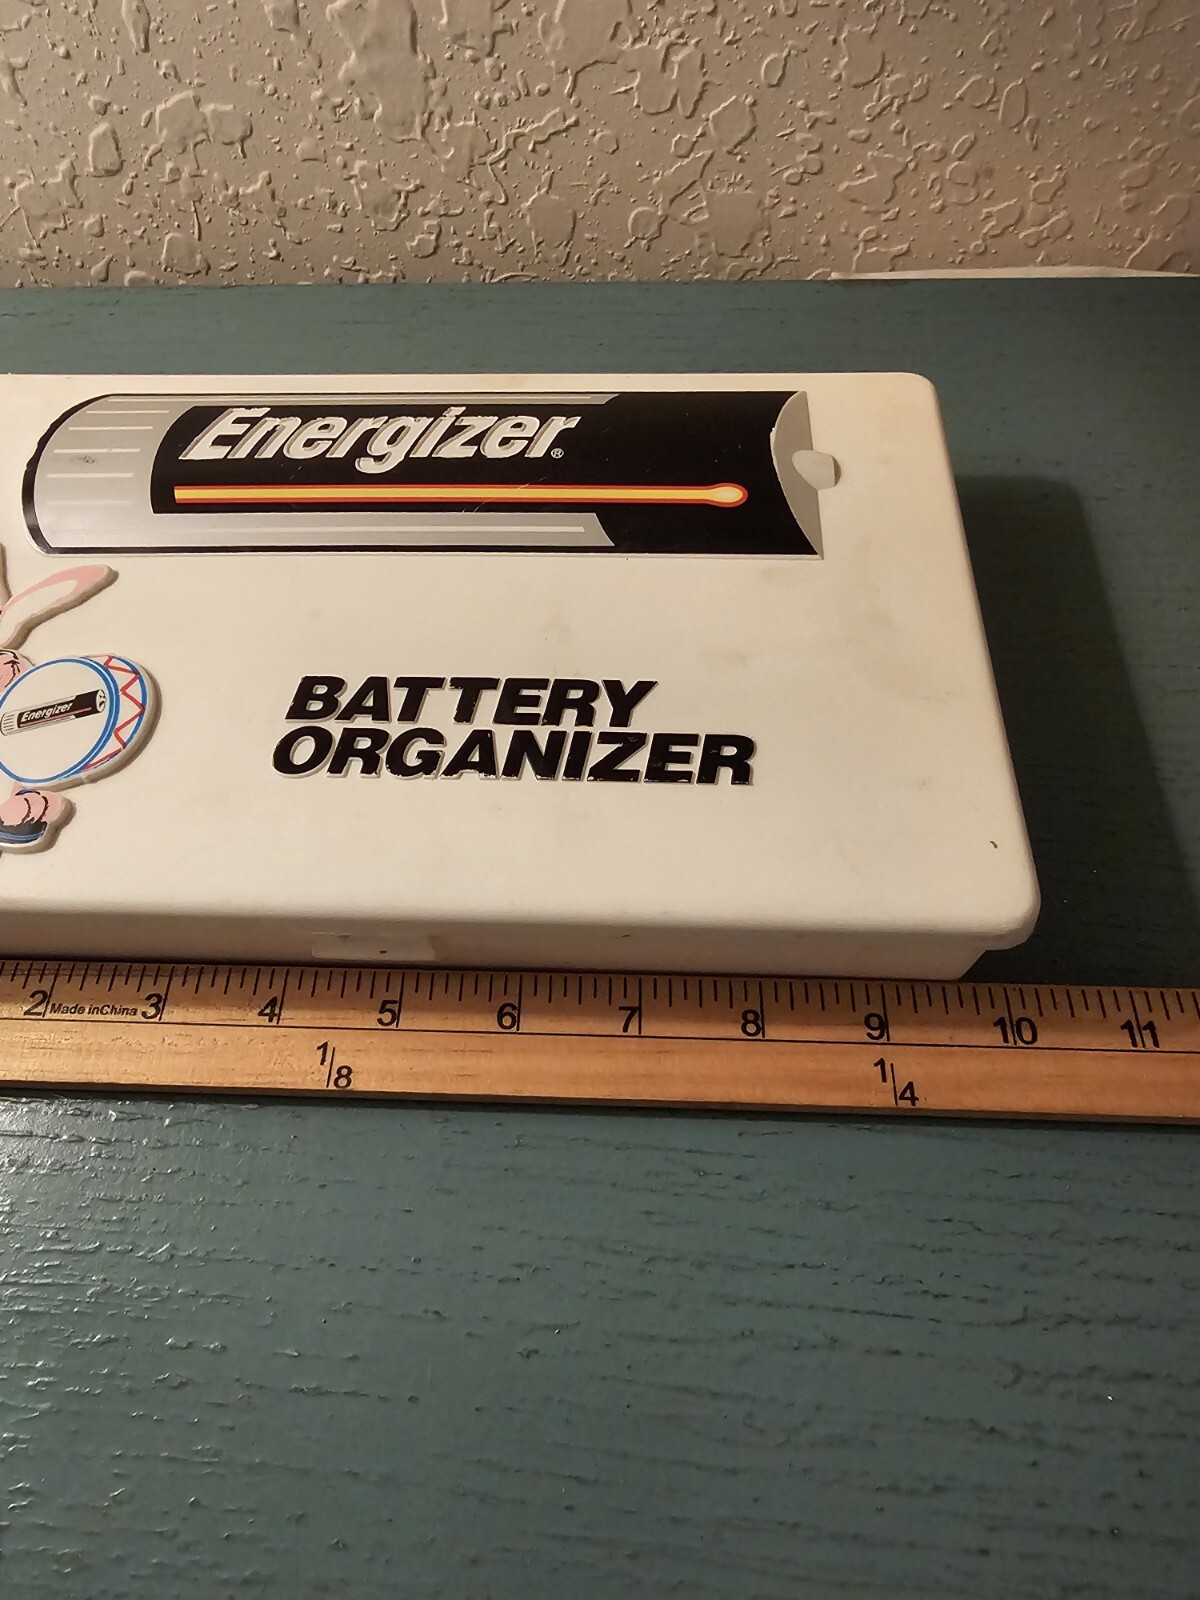 Energizer®
Energizer
BATTERY
ORGANIZER
2 Made in China 3 4 5 6 7 8 9 10 11
1/8 1/4